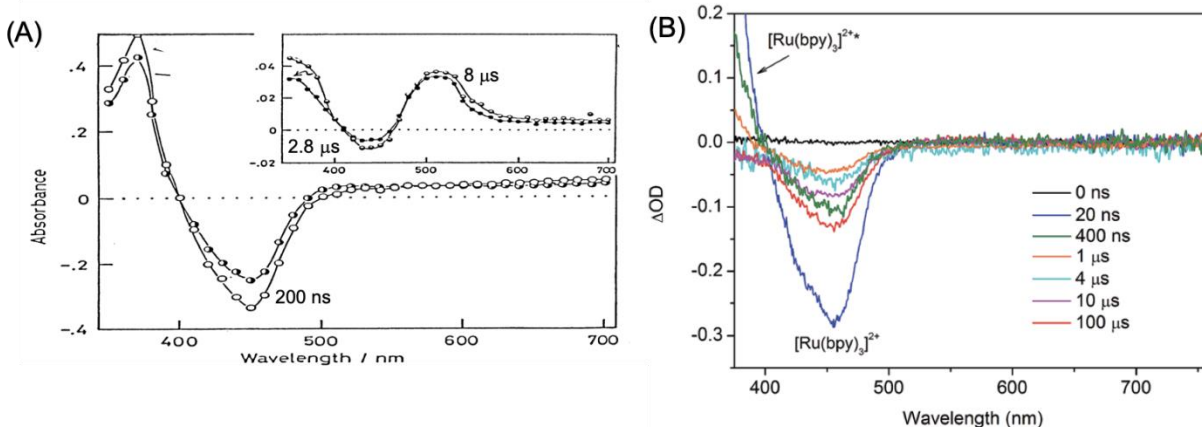 (A)
.4
.2
0
-.2
-.4
Absorbance
400
500
600
700
Wavelength / nm
200 ns
.06
.04
.02
0
-.02
400
500
600
700
2.8 μs
8 μs
(B)
0.2
0.1
0.0
-0.1
-0.2
-0.3
ΔOD
[Ru(bpy)₃]²⁺*
[Ru(bpy)₃]²⁺
0 ns
20 ns
400 ns
1 μs
4 μs
10 μs
100 μs
400
500
600
700
Wavelength (nm)